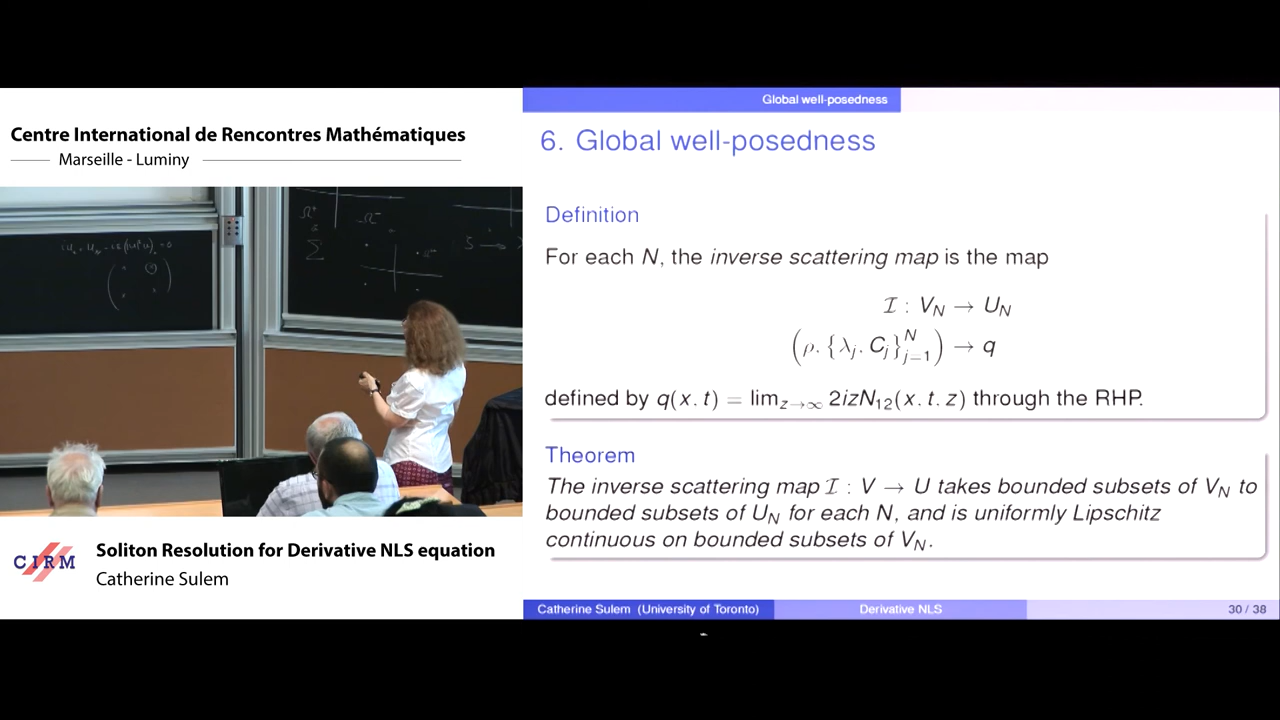 Centre International de Rencontres Mathématiques
Marseille - Luminy
CIRM
Soliton Resolution for Derivative NLS equation
Catherine Sulem
Global well-posedness
6. Global well-posedness
Definition
For each N, the inverse scattering map is the map
ℐ : V_N → U_N
(ρ, {λ_j, C_j}_{j=1}^N) → q
defined by q(x, t) = lim_{z→∞} 2izN_{12}(x, t, z) through the RHP.
Theorem
The inverse scattering map ℐ : V → U takes bounded subsets of V_N to
bounded subsets of U_N for each N, and is uniformly Lipschitz
continuous on bounded subsets of V_N.
Catherine Sulem (University of Toronto)
Derivative NLS
30 / 38